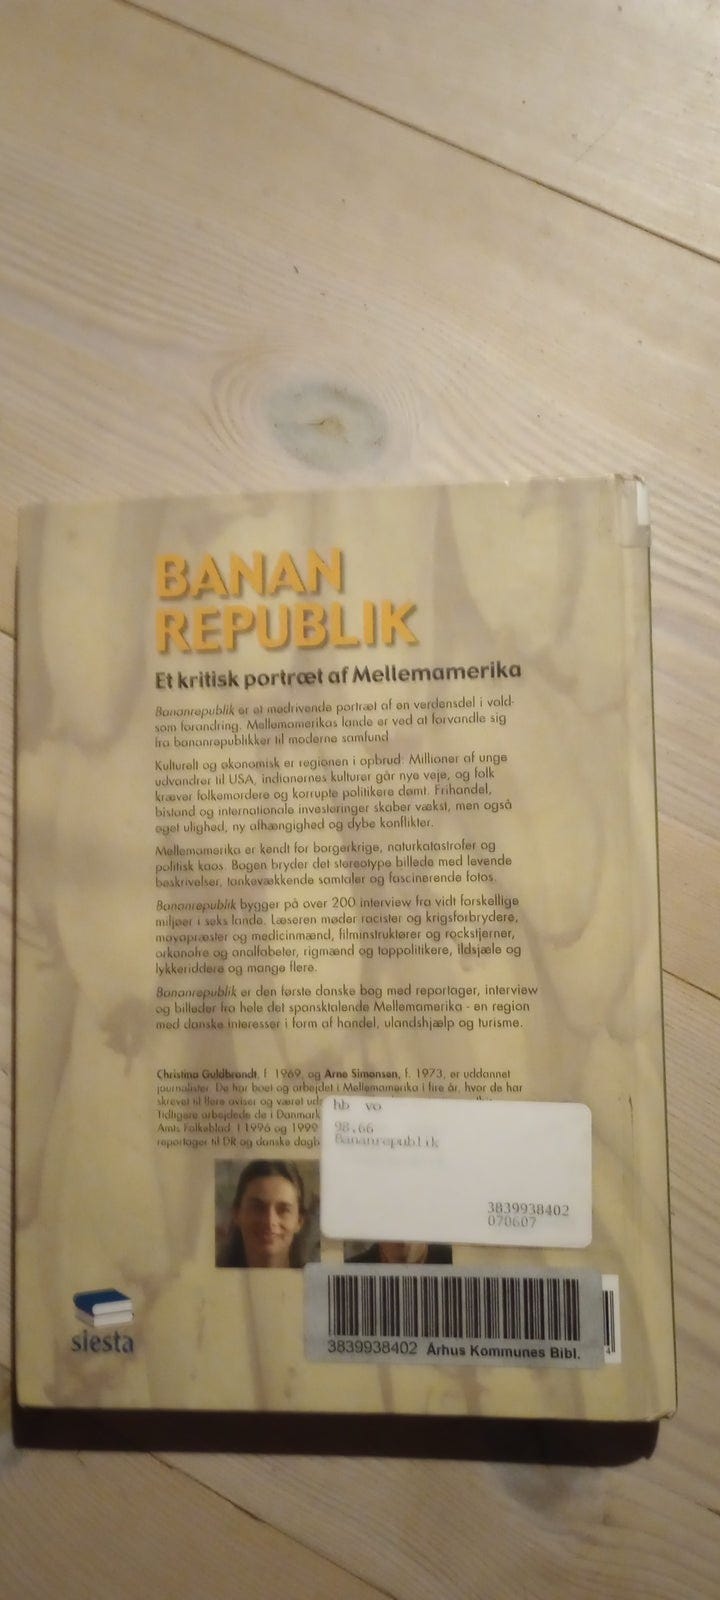 BANAN
REPUBLIK
Et kritisk portræt af Mellemamerika
Bananrepublik er et medrivende portræt af en verdensdel i vold-
som forandring. Mellemamerikas lande er ved at forvandle sig
fra bananrepublikker til moderne samfund
Kulturelt og økonomisk er regionen i opbrud: Millioner af unge
udvandrer til USA, indianernes kulturer går nye veje, og folk
kræver folkemordere og korrupte politikere dømt. Frihandel,
bistand og internationale investeringer skaber vækst, men også
øget ulighed, ny afhængighed og dybe konflikter.
Mellemamerika er kendt for borgerkrige, naturkatastrofer og
politisk kaos. Bogen bryder det stereotype billede med levende
beskrivelser, tankevækkende samtaler og fascinerende fotos.
Bananrepublik bygger på over 200 interview fra vidt forskellige
miljøer i seks lande. Læseren møder racister og krigsforbrydere,
mayapræster og medicinmænd, filminstruktører og rockstjerner,
orkanofre og analfabeter, rigmænd og toppolitikere, ildsjæle og
lykkeriddere og mange flere.
Bananrepublik er den første danske bog med reportager, interview
og billeder fra hele det spansktalende Mellemamerika - en region
med danske interesser i form af handel, ulandshjælp og turisme.
Christina Guldbrandt, f. 1969, og Arne Simonsen, f. 1973, er uddannet
journalister. De har boet og arbejdet i Mellemamerika i fire år, hvor de har
skrevet til flere aviser og været
Tidligere arbejdede de i Danmark
Amts Folkeblad. I 1996 og 1999
reportager til DR og danske
hb vo
98.66
Bananrepublik
3839938402
070607
siesta
3839938402 Århus Kommunes Bibl.
4